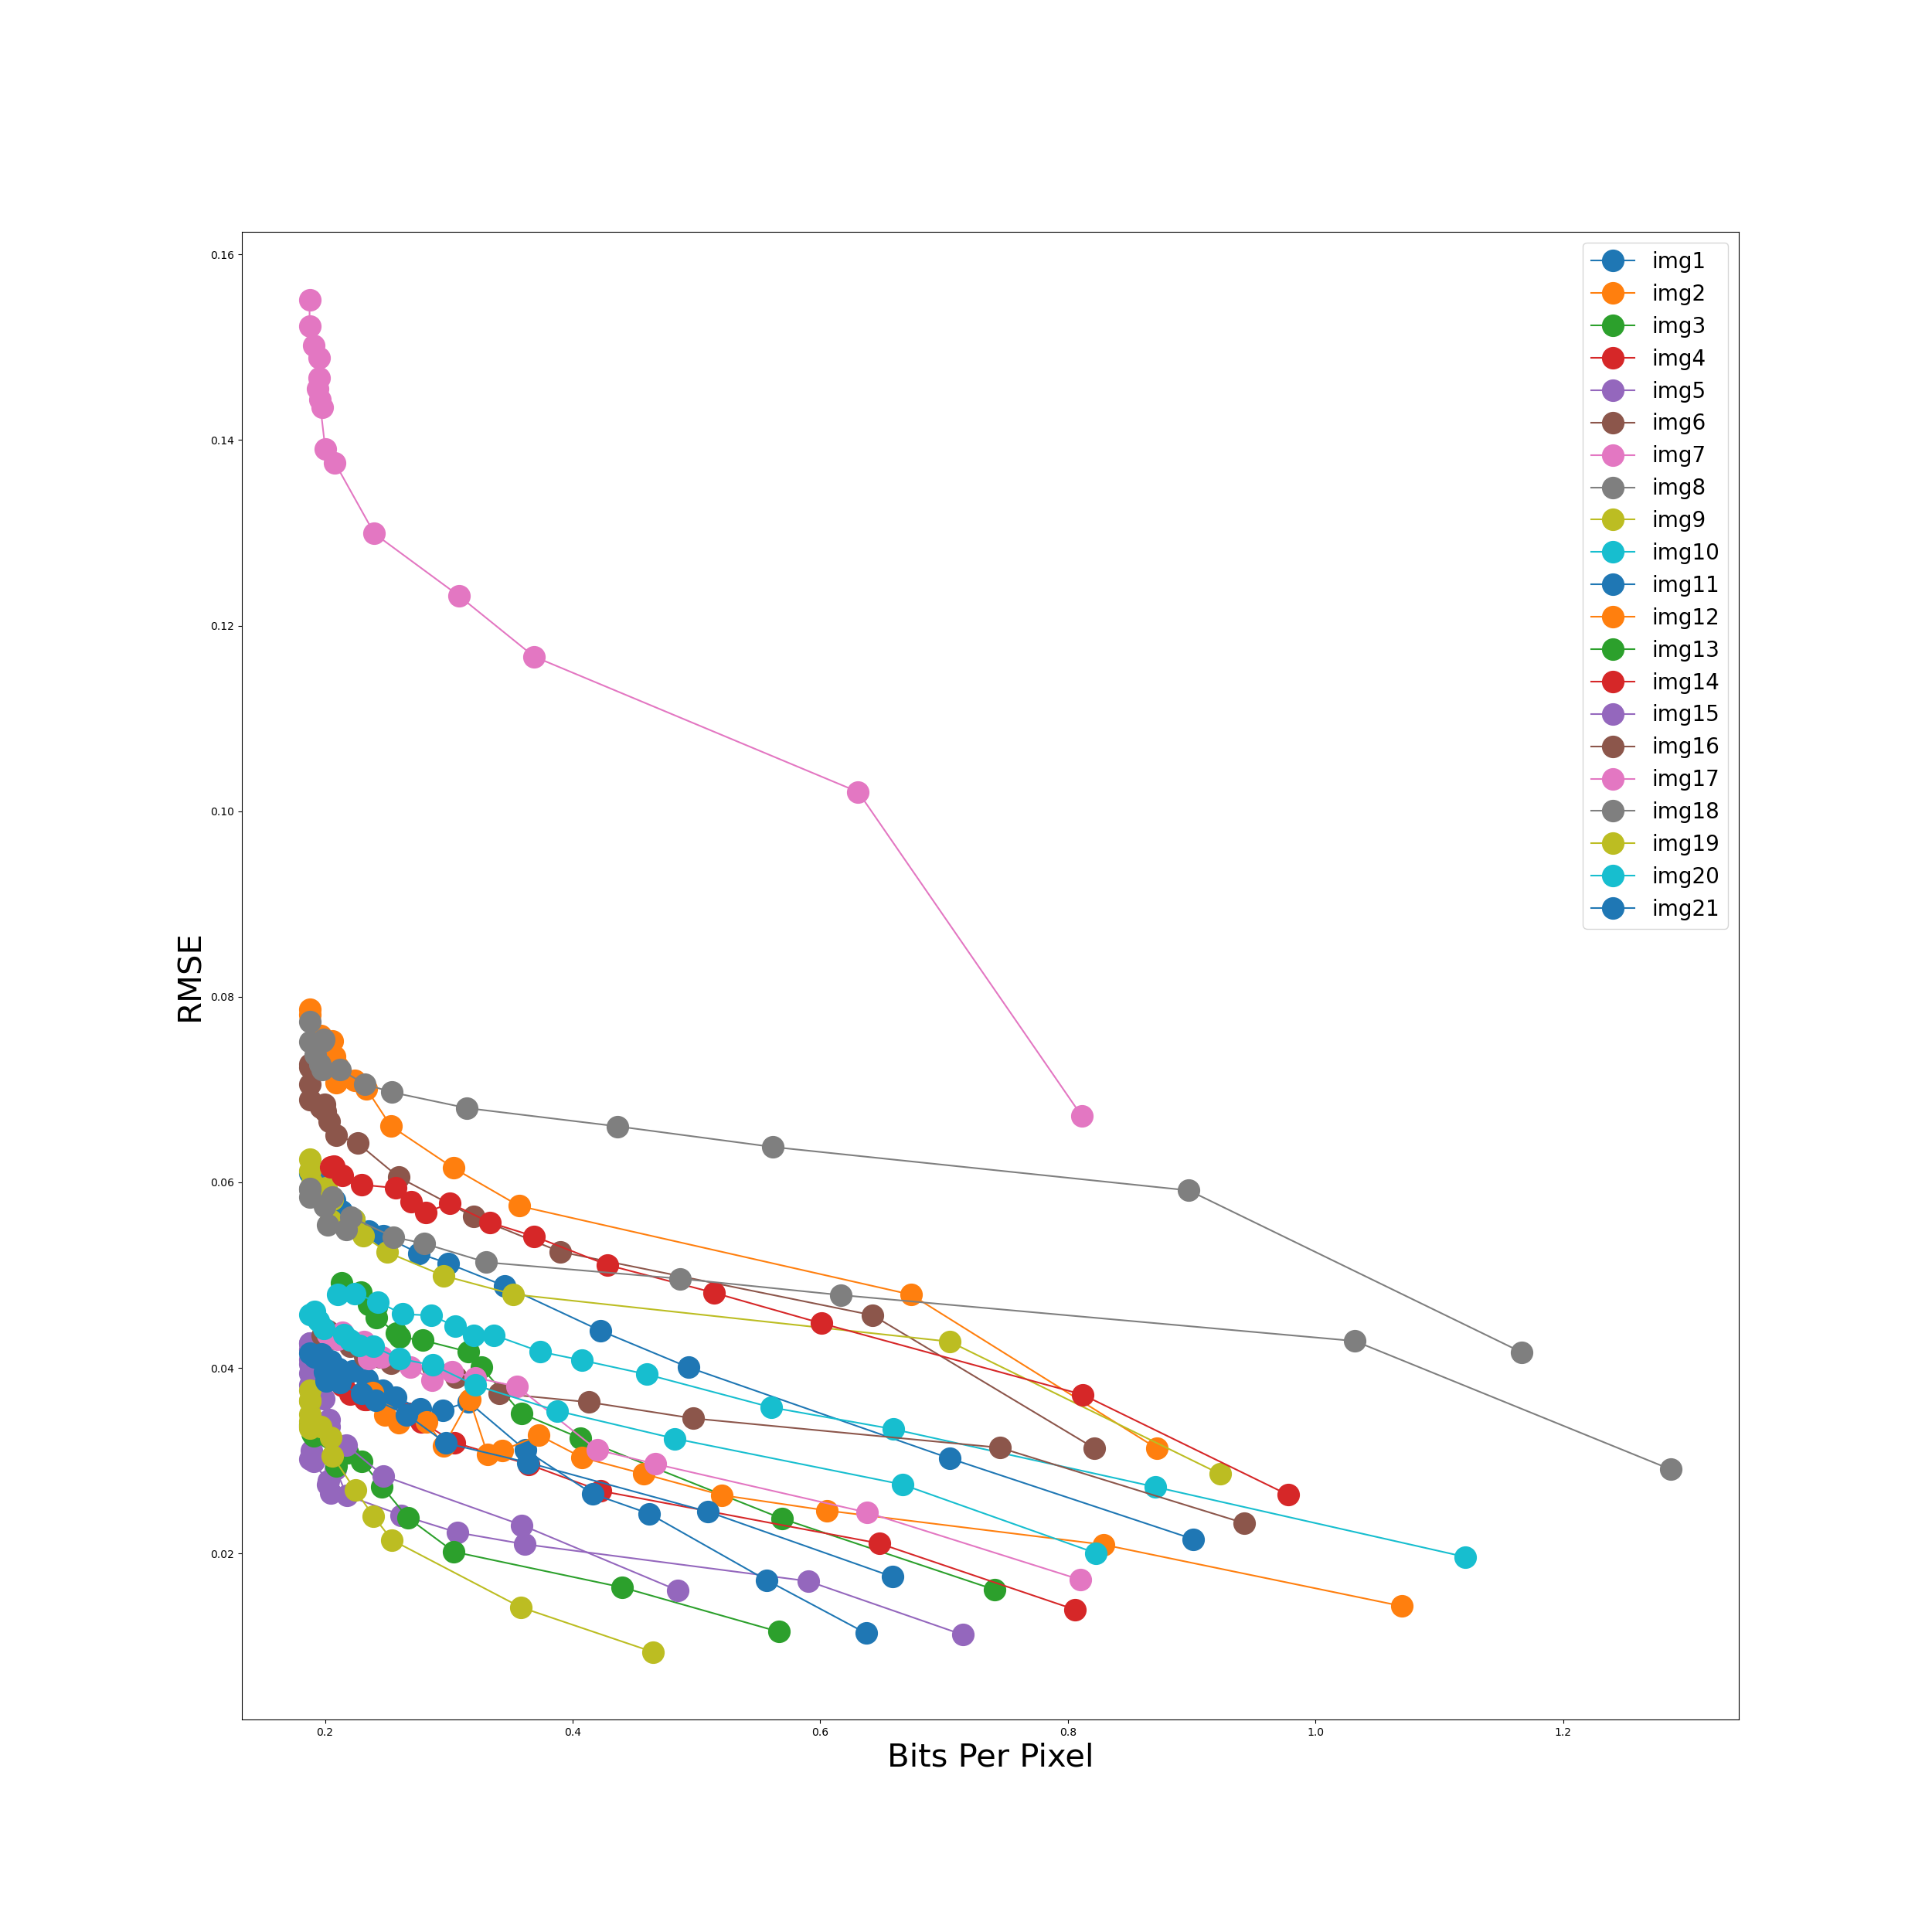 0.16
0.14
0.12
0.10
0.08
0.06
0.04
0.02
RMSE
0.2
0.4
0.6
0.8
1.0
1.2
Bits Per Pixel
img1
img2
img3
img4
img5
img6
img7
img8
img9
img10
img11
img12
img13
img14
img15
img16
img17
img18
img19
img20
img21